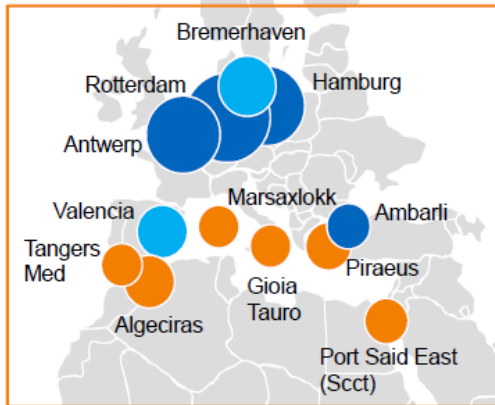 Bremerhaven
Rotterdam
Hamburg
Antwerp
Marsaxlokk
Valencia
Ambarli
Tangers
Med
Piraeus
Gioia
Tauro
Algeciras
Port Said East
(Scct)